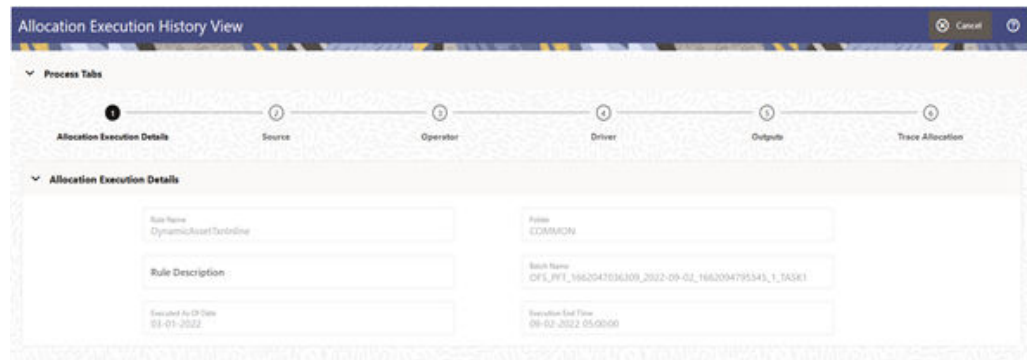 Allocation Execution History View
Cancel
Process Tabs
1 2 3 4 5 6
Allocation Execution Details Source Operator Driver Outputs Trace Allocation
Allocation Execution Details
Rule Name Folder
DynamicAssetTxnInline COMMON
Rule Description Batch Name
OFS_PFT_1662047036309_2022-09-02_1662094795545_1_TASK1
Executed As Of Date Execution End Time
03-01-2022 09-02-2022 05:00:00